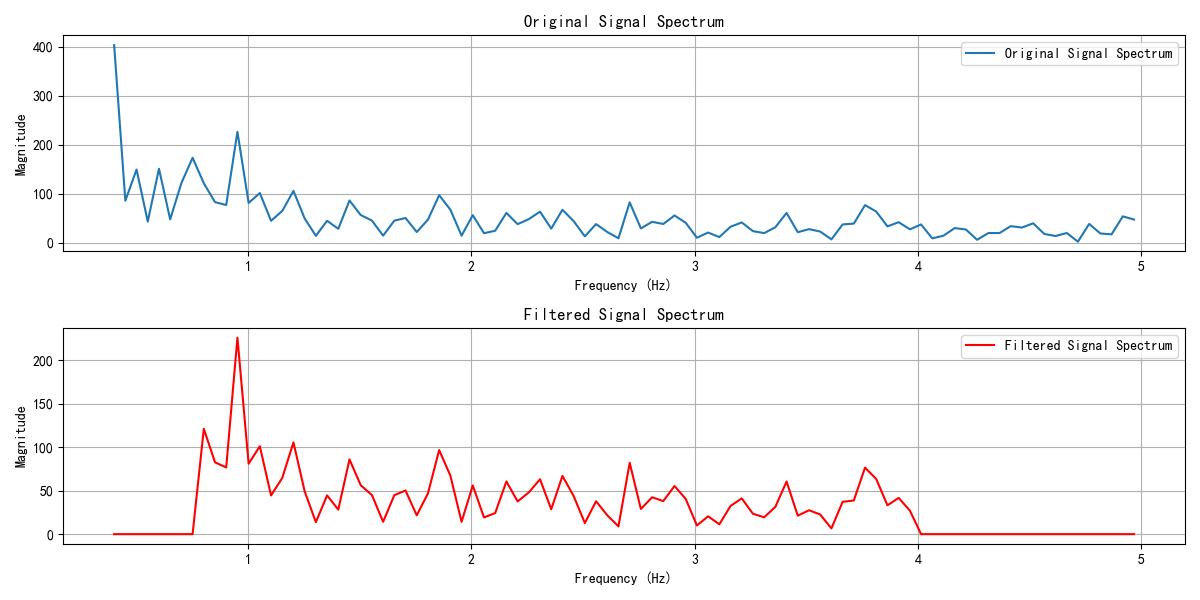 Original Signal Spectrum
400
300
200
100
0
Magnitude
Original Signal Spectrum
1
2
3
4
5
Frequency (Hz)
Filtered Signal Spectrum
200
150
100
50
0
Magnitude
Filtered Signal Spectrum
1
2
3
4
5
Frequency (Hz)